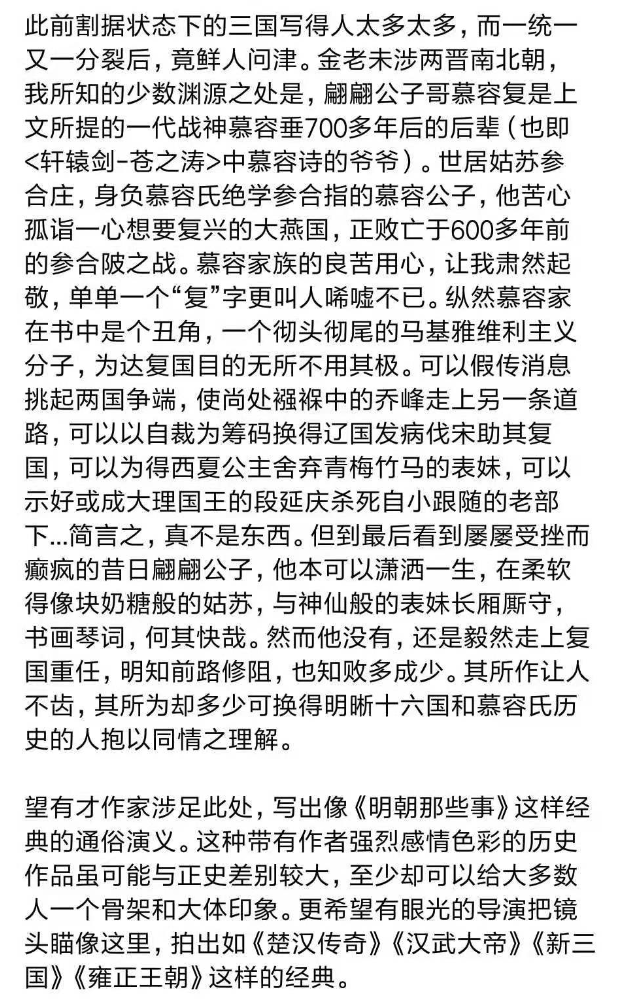 此前割据状态下的三国写得人太多太多，而一统一
又一分裂后，竟鲜人问津。金老未涉两晋南北朝，
我所知的少数渊源之处是，翩翩公子哥慕容复是上
文所提的一代战神慕容垂700多年后的后辈（也即
<轩辕剑-苍之涛>中慕容诗的爷爷）。世居姑苏参
合庄，身负慕容氏绝学参合指的慕容公子，他苦心
孤诣一心想要复兴的大燕国，正败亡于600多年前
的参合陂之战。慕容家族的良苦用心，让我肃然起
敬，单单一个“复”字更叫人唏嘘不已。纵然慕容家
在书中是个丑角，一个彻头彻尾的马基雅维利主义
分子，为达复国目的无所不用其极。可以假传消息
挑起两国争端，使尚处襁褓中的乔峰走上另一条道
路，可以以自裁为筹码换得辽国发病伐宋助其复
国，可以为得西夏公主舍弃青梅竹马的表妹，可以
示好或成大理国王的段延庆杀死自小跟随的老部
下...简言之，真不是东西。但到最后看到屡屡受挫而
癫疯的昔日翩翩公子，他本可以潇洒一生，在柔软
得像块奶糖般的姑苏，与神仙般的表妹长厢厮守，
书画琴词，何其快哉。然而他没有，还是毅然走上复
国重任，明知前路修阻，也知败多成少。其所作让人
不齿，其所为却多少可换得明晰十六国和慕容氏历
史的人抱以同情之理解。
望有才作家涉足此处，写出像《明朝那些事》这样经
典的通俗演义。这种带有作者强烈感情色彩的历史
作品虽可能与正史差别较大，至少却可以给大多数
人一个骨架和大体印象。更希望有眼光的导演把镜
头瞄像这里，拍出如《楚汉传奇》《汉武大帝》《新三
国》《雍正王朝》这样的经典。